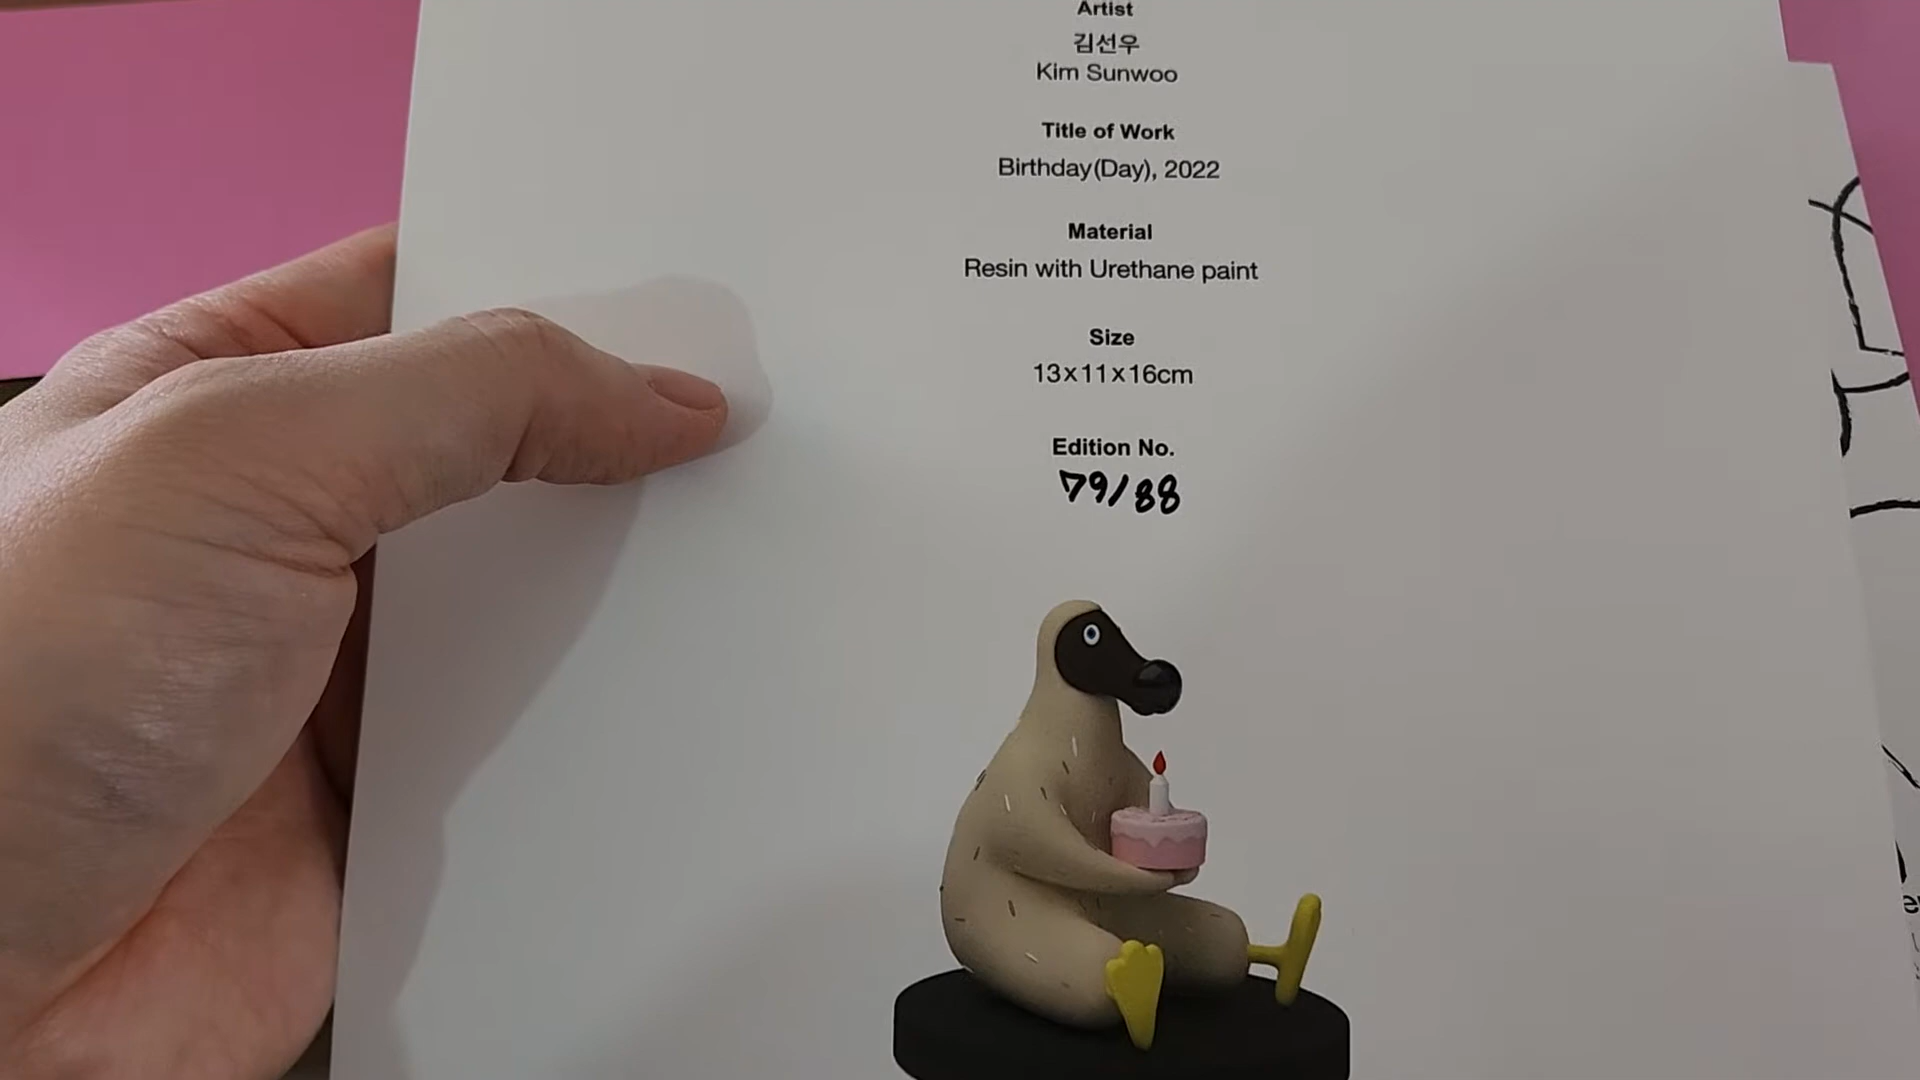 Artist
김선우
Kim Sunwoo
Title of Work
Birthday(Day), 2022
Material
Resin with Urethane paint
Size
13x11x16cm
Edition No.
79/88